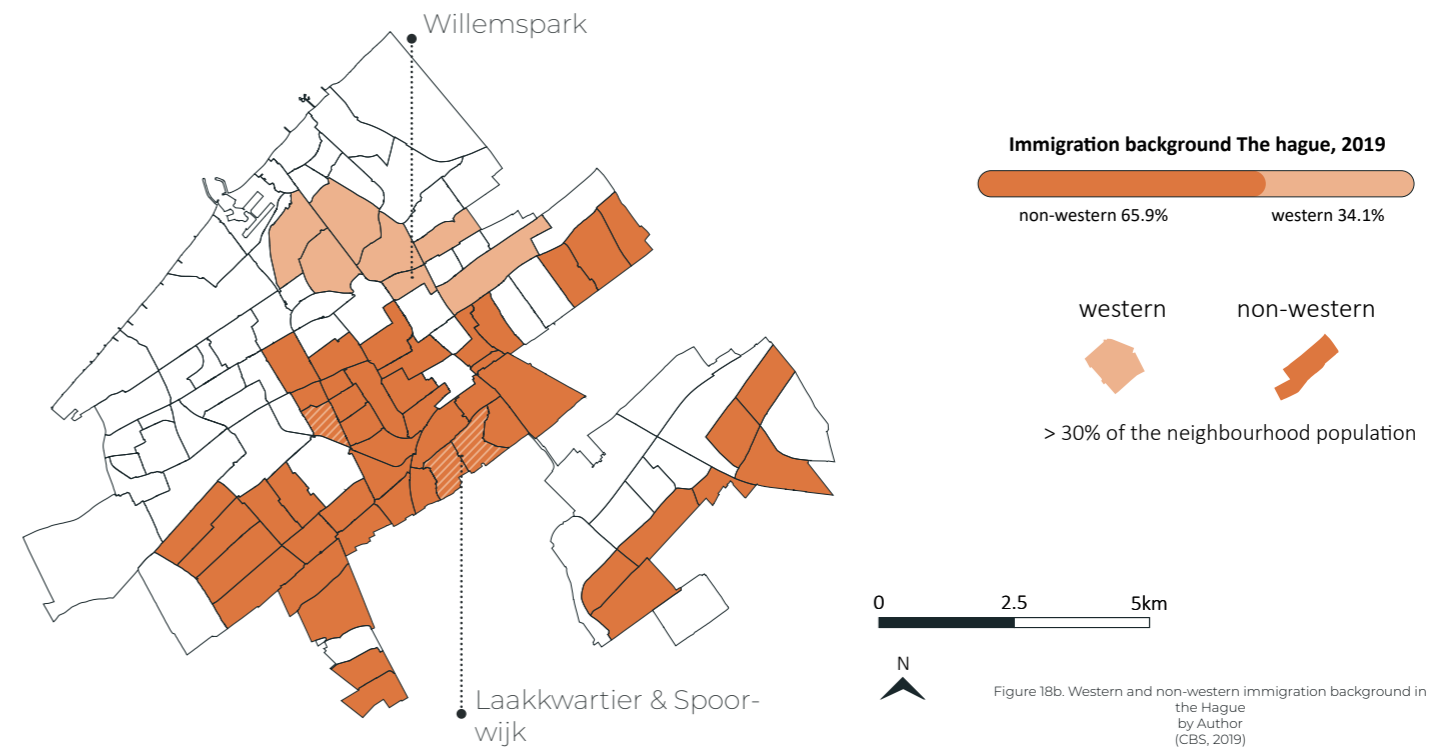 Willemspark
Immigration background The hague, 2019
non-western 65.9%
western 34.1%
western
non-western
> 30% of the neighbourhood population
0
2.5
5km
N
Laakkwartier & Spoor-
wijk
Figure 18b. Western and non-western immigration background in
the Hague
by Author
(CBS, 2019)